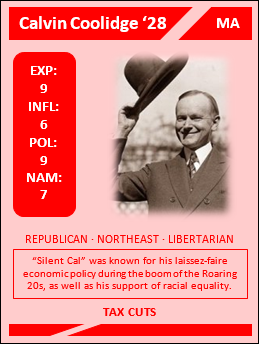 Calvin Coolidge ‘28
MA
EXP:
9
INFL:
6
POL:
9
NAM:
7
REPUBLICAN · NORTHEAST · LIBERTARIAN
“Silent Cal” was known for his laissez-faire
economic policy during the boom of the Roaring
20s, as well as his support of racial equality.
TAX CUTS